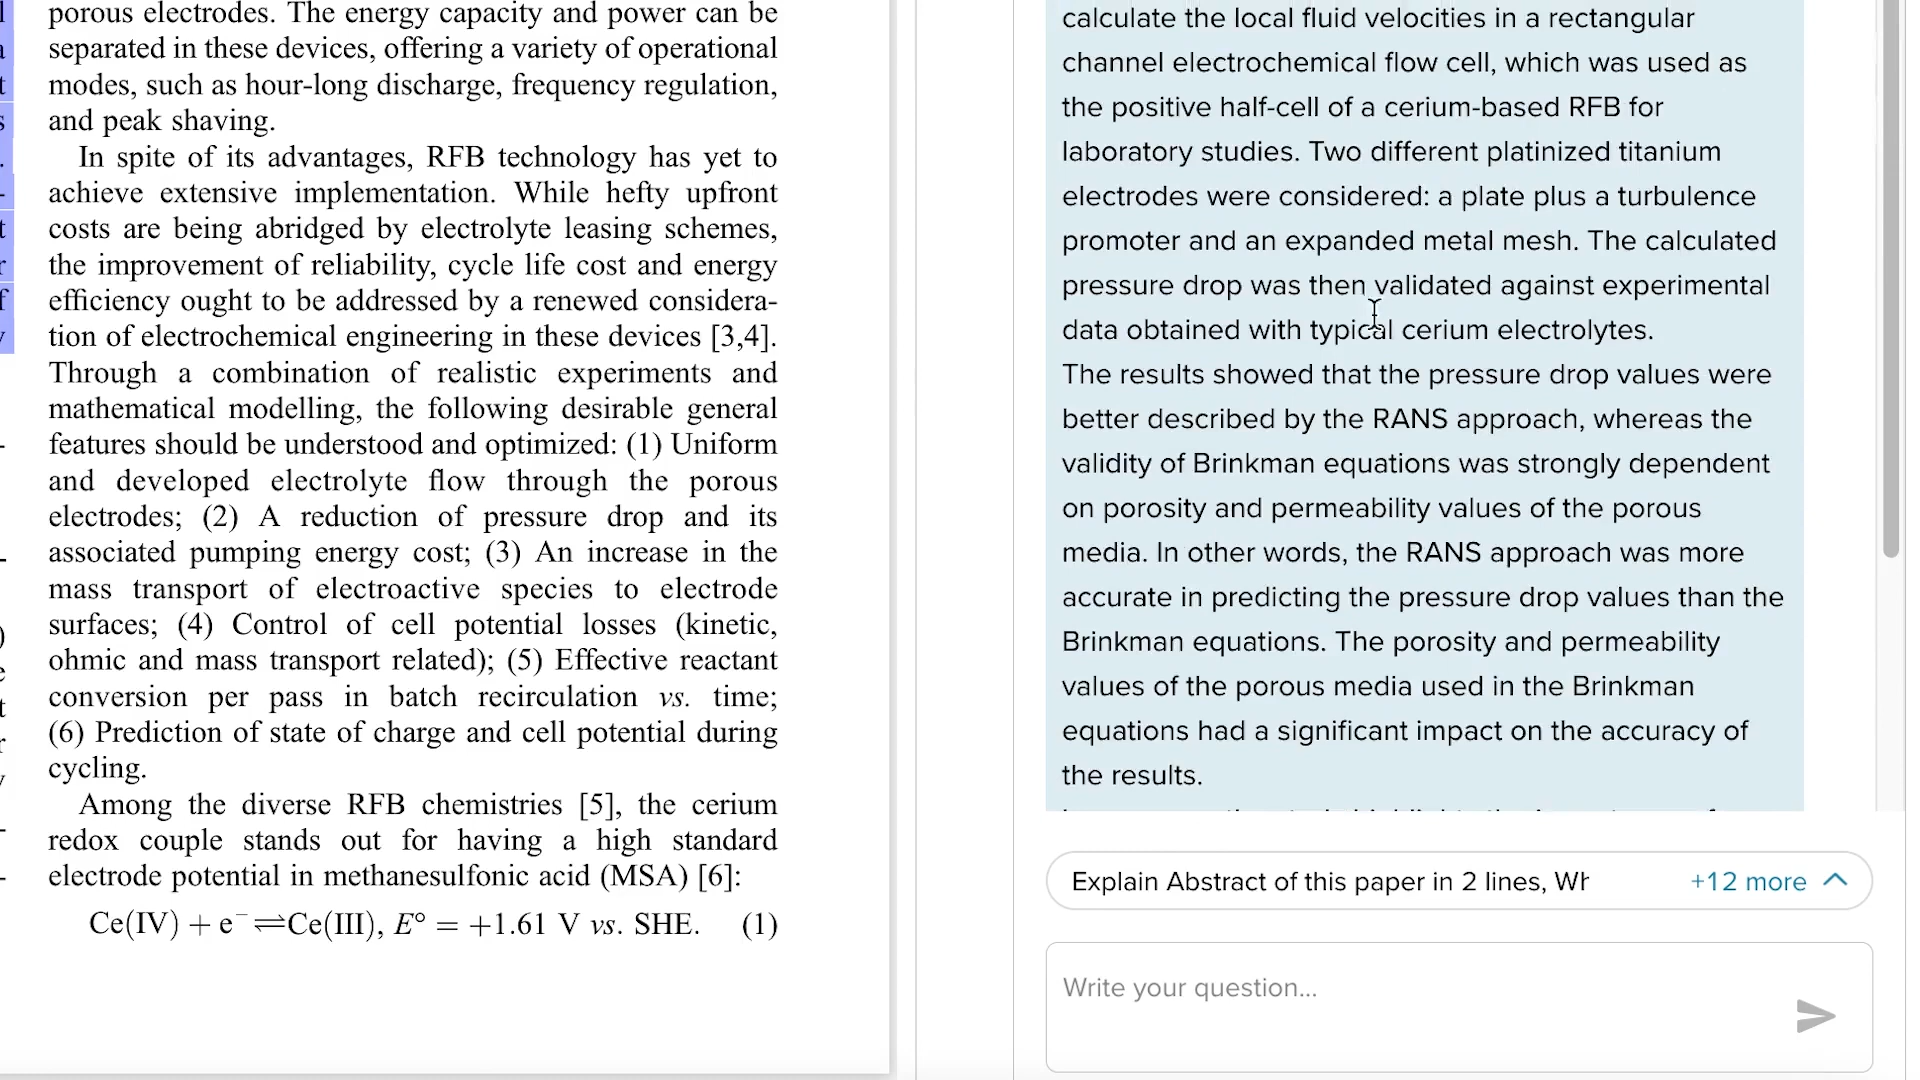 porous electrodes. The energy capacity and power can be
separated in these devices, offering a variety of operational
modes, such as hour-long discharge, frequency regulation,
and peak shaving.
In spite of its advantages, RFB technology has yet to
achieve extensive implementation. While hefty upfront
costs are being abridged by electrolyte leasing schemes,
the improvement of reliability, cycle life cost and energy
efficiency ought to be addressed by a renewed considera-
tion of electrochemical engineering in these devices [3,4].
Through a combination of realistic experiments and
mathematical modelling, the following desirable general
features should be understood and optimized: (1) Uniform
and developed electrolyte flow through the porous
electrodes; (2) A reduction of pressure drop and its
associated pumping energy cost; (3) An increase in the
mass transport of electroactive species to electrode
surfaces; (4) Control of cell potential losses (kinetic,
ohmic and mass transport related); (5) Effective reactant
conversion per pass in batch recirculation vs. time;
(6) Prediction of state of charge and cell potential during
cycling.
Among the diverse RFB chemistries [5], the cerium
redox couple stands out for having a high standard
electrode potential in methanesulfonic acid (MSA) [6]:
Ce(IV) + e⁻ ⇌ Ce(III), E° = +1.61 V vs. SHE. (1)
calculate the local fluid velocities in a rectangular
channel electrochemical flow cell, which was used as
the positive half-cell of a cerium-based RFB for
laboratory studies. Two different platinized titanium
electrodes were considered: a plate plus a turbulence
promoter and an expanded metal mesh. The calculated
pressure drop was then validated against experimental
data obtained with typical cerium electrolytes.
The results showed that the pressure drop values were
better described by the RANS approach, whereas the
validity of Brinkman equations was strongly dependent
on porosity and permeability values of the porous
media. In other words, the RANS approach was more
accurate in predicting the pressure drop values than the
Brinkman equations. The porosity and permeability
values of the porous media used in the Brinkman
equations had a significant impact on the accuracy of
the results.
Explain Abstract of this paper in 2 lines, Wh
+12 more
Write your question...